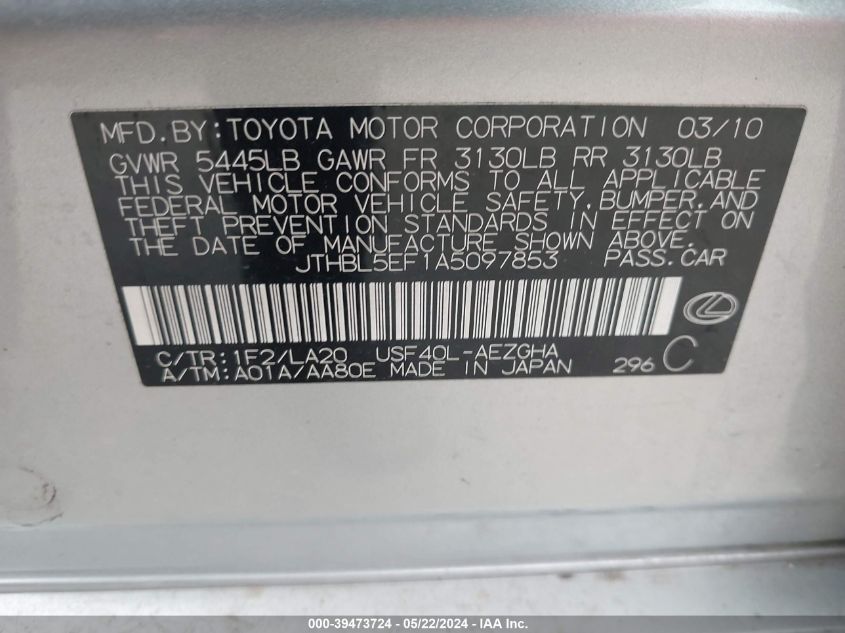 MFD.BY:TOYOTA MOTOR CORPORATION 03/10
GVWR 5445LB GAWR FR 3130LB RR 3130LB
THIS VEHICLE CONFORMS TO ALL APPLICABLE
FEDERAL MOTOR VEHICLE SAFETY,BUMPER,AND
THEFT PREVENTION STANDARDS IN EFFECT ON
THE DATE OF MANUFACTURE SHOWN ABOVE.
JTHBL5EF1A5097853 PASS.CAR
C/TR:1F2/LA20 USF40L-AEZGHA
A/TM:A01A/AA80E MADE IN JAPAN 296 C
000-39473724 - 05/22/2024 - IAA Inc.